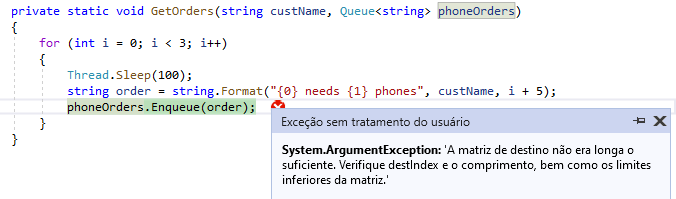 private static void GetOrders(string custName, Queue<string> phoneOrders)
{
for (int i = 0; i < 3; i++)
{
Thread.Sleep(100);
string order = string.Format("{0} needs {1} phones", custName, i + 5);
phoneOrders.Enqueue(order);
}
}
Exceção sem tratamento do usuário
System.ArgumentException: 'A matriz de destino não era longa o
suficiente. Verifique destIndex e o comprimento, bem como os limites
inferiores da matriz.'